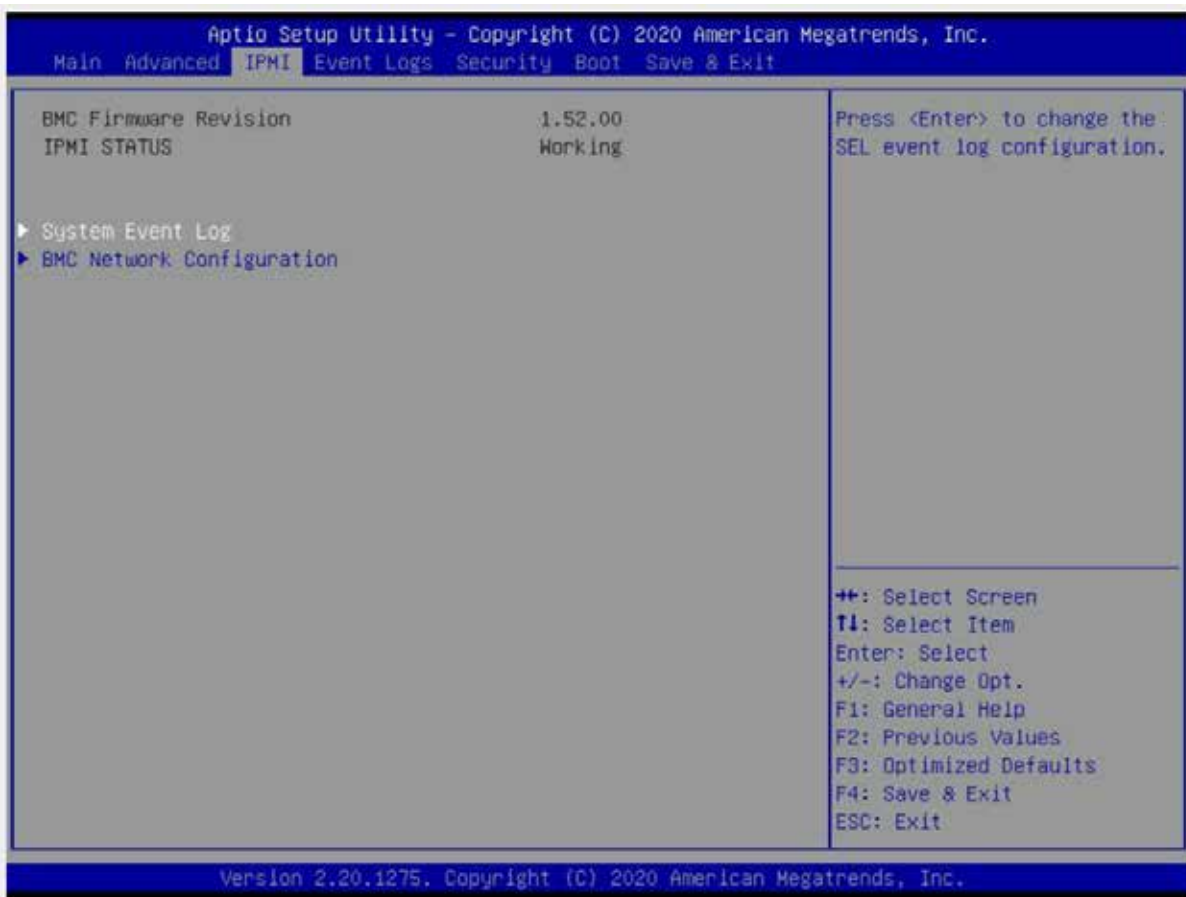 Aptio Setup Utility – Copyright (C) 2020 American Megatrends, Inc.
Main Advanced IPMI Event Logs Security Boot Save & Exit
BMC Firmware Revision 1.52.00
IPMI STATUS Working
System Event Log
BMC Network Configuration
Press <Enter> to change the
SEL event log configuration.
→←: Select Screen
↑↓: Select Item
Enter: Select
+/-: Change Opt.
F1: General Help
F2: Previous Values
F3: Optimized Defaults
F4: Save & Exit
ESC: Exit
Version 2.20.1275. Copyright (C) 2020 American Megatrends, Inc.